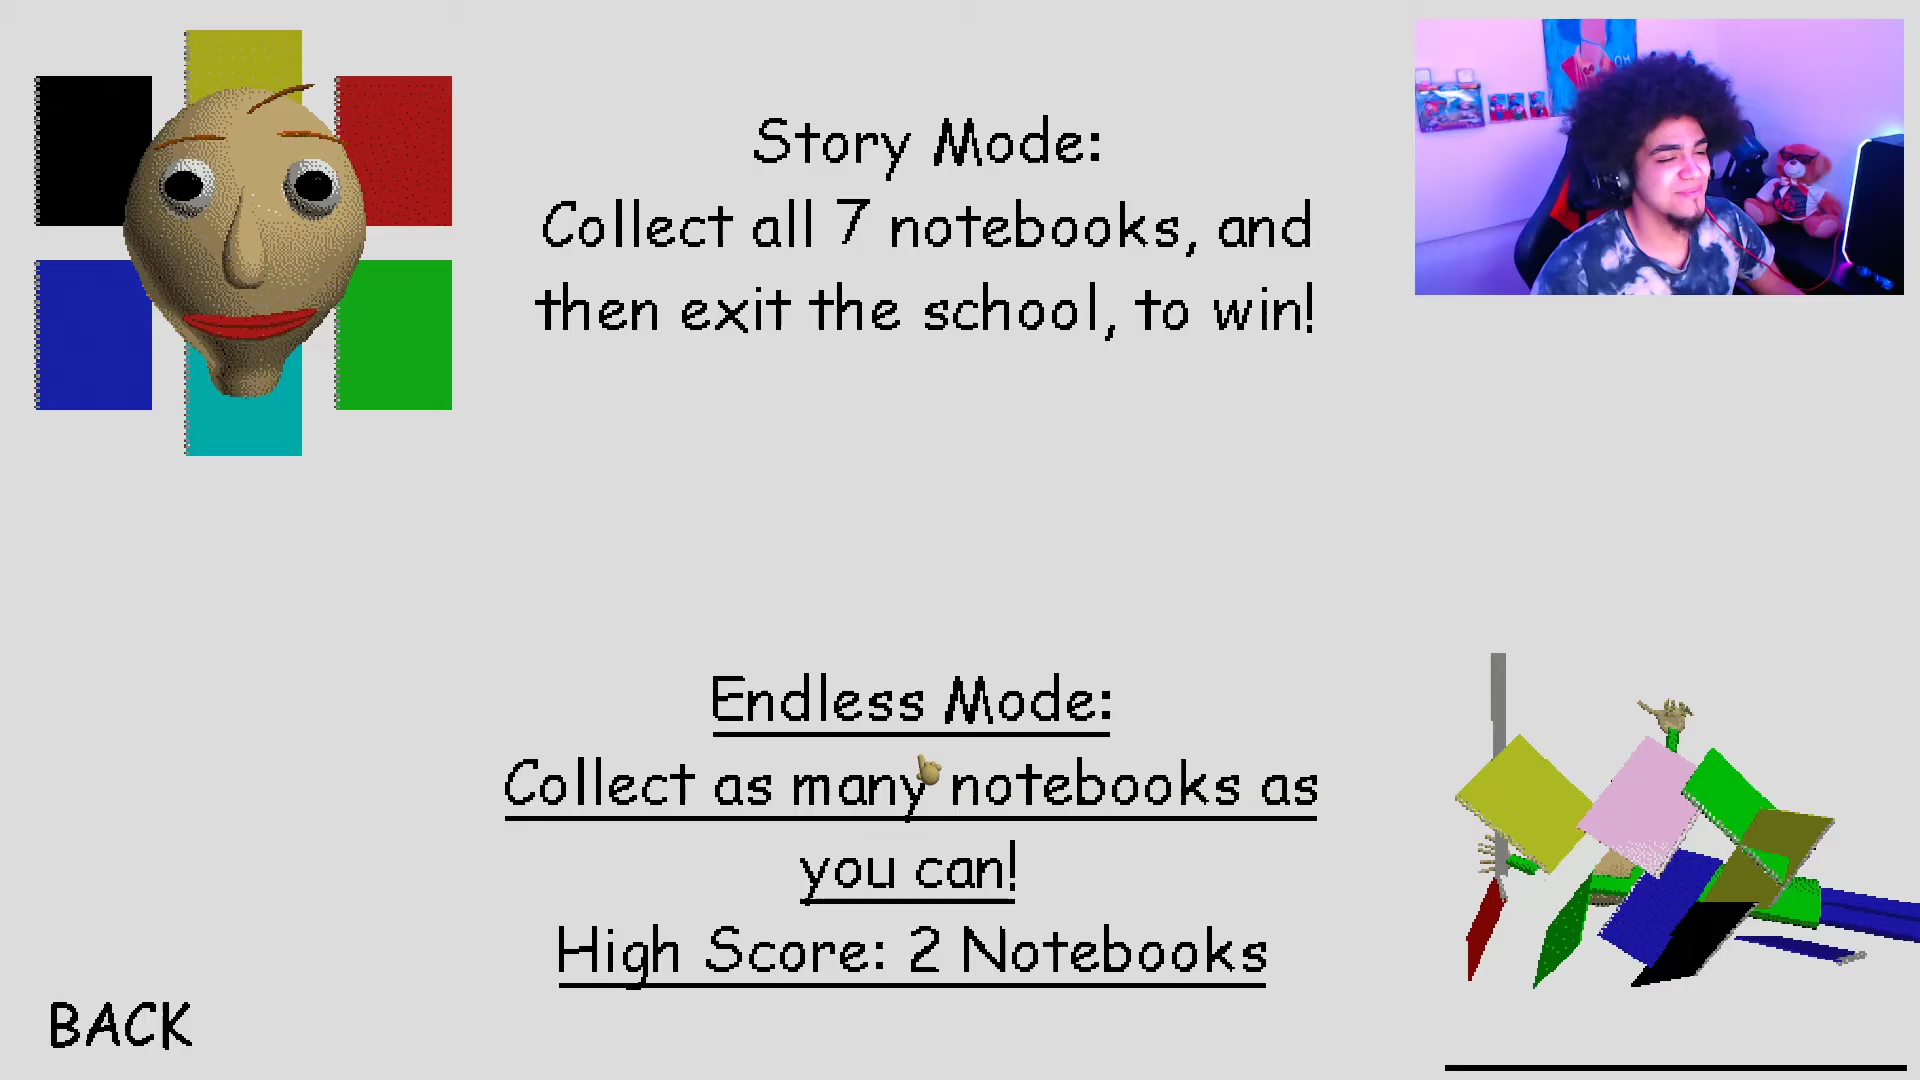 Story Mode:
Collect all 7 notebooks, and
then exit the school, to win!
Endless Mode:
Collect as many notebooks as
you can!
High Score: 2 Notebooks
BACK